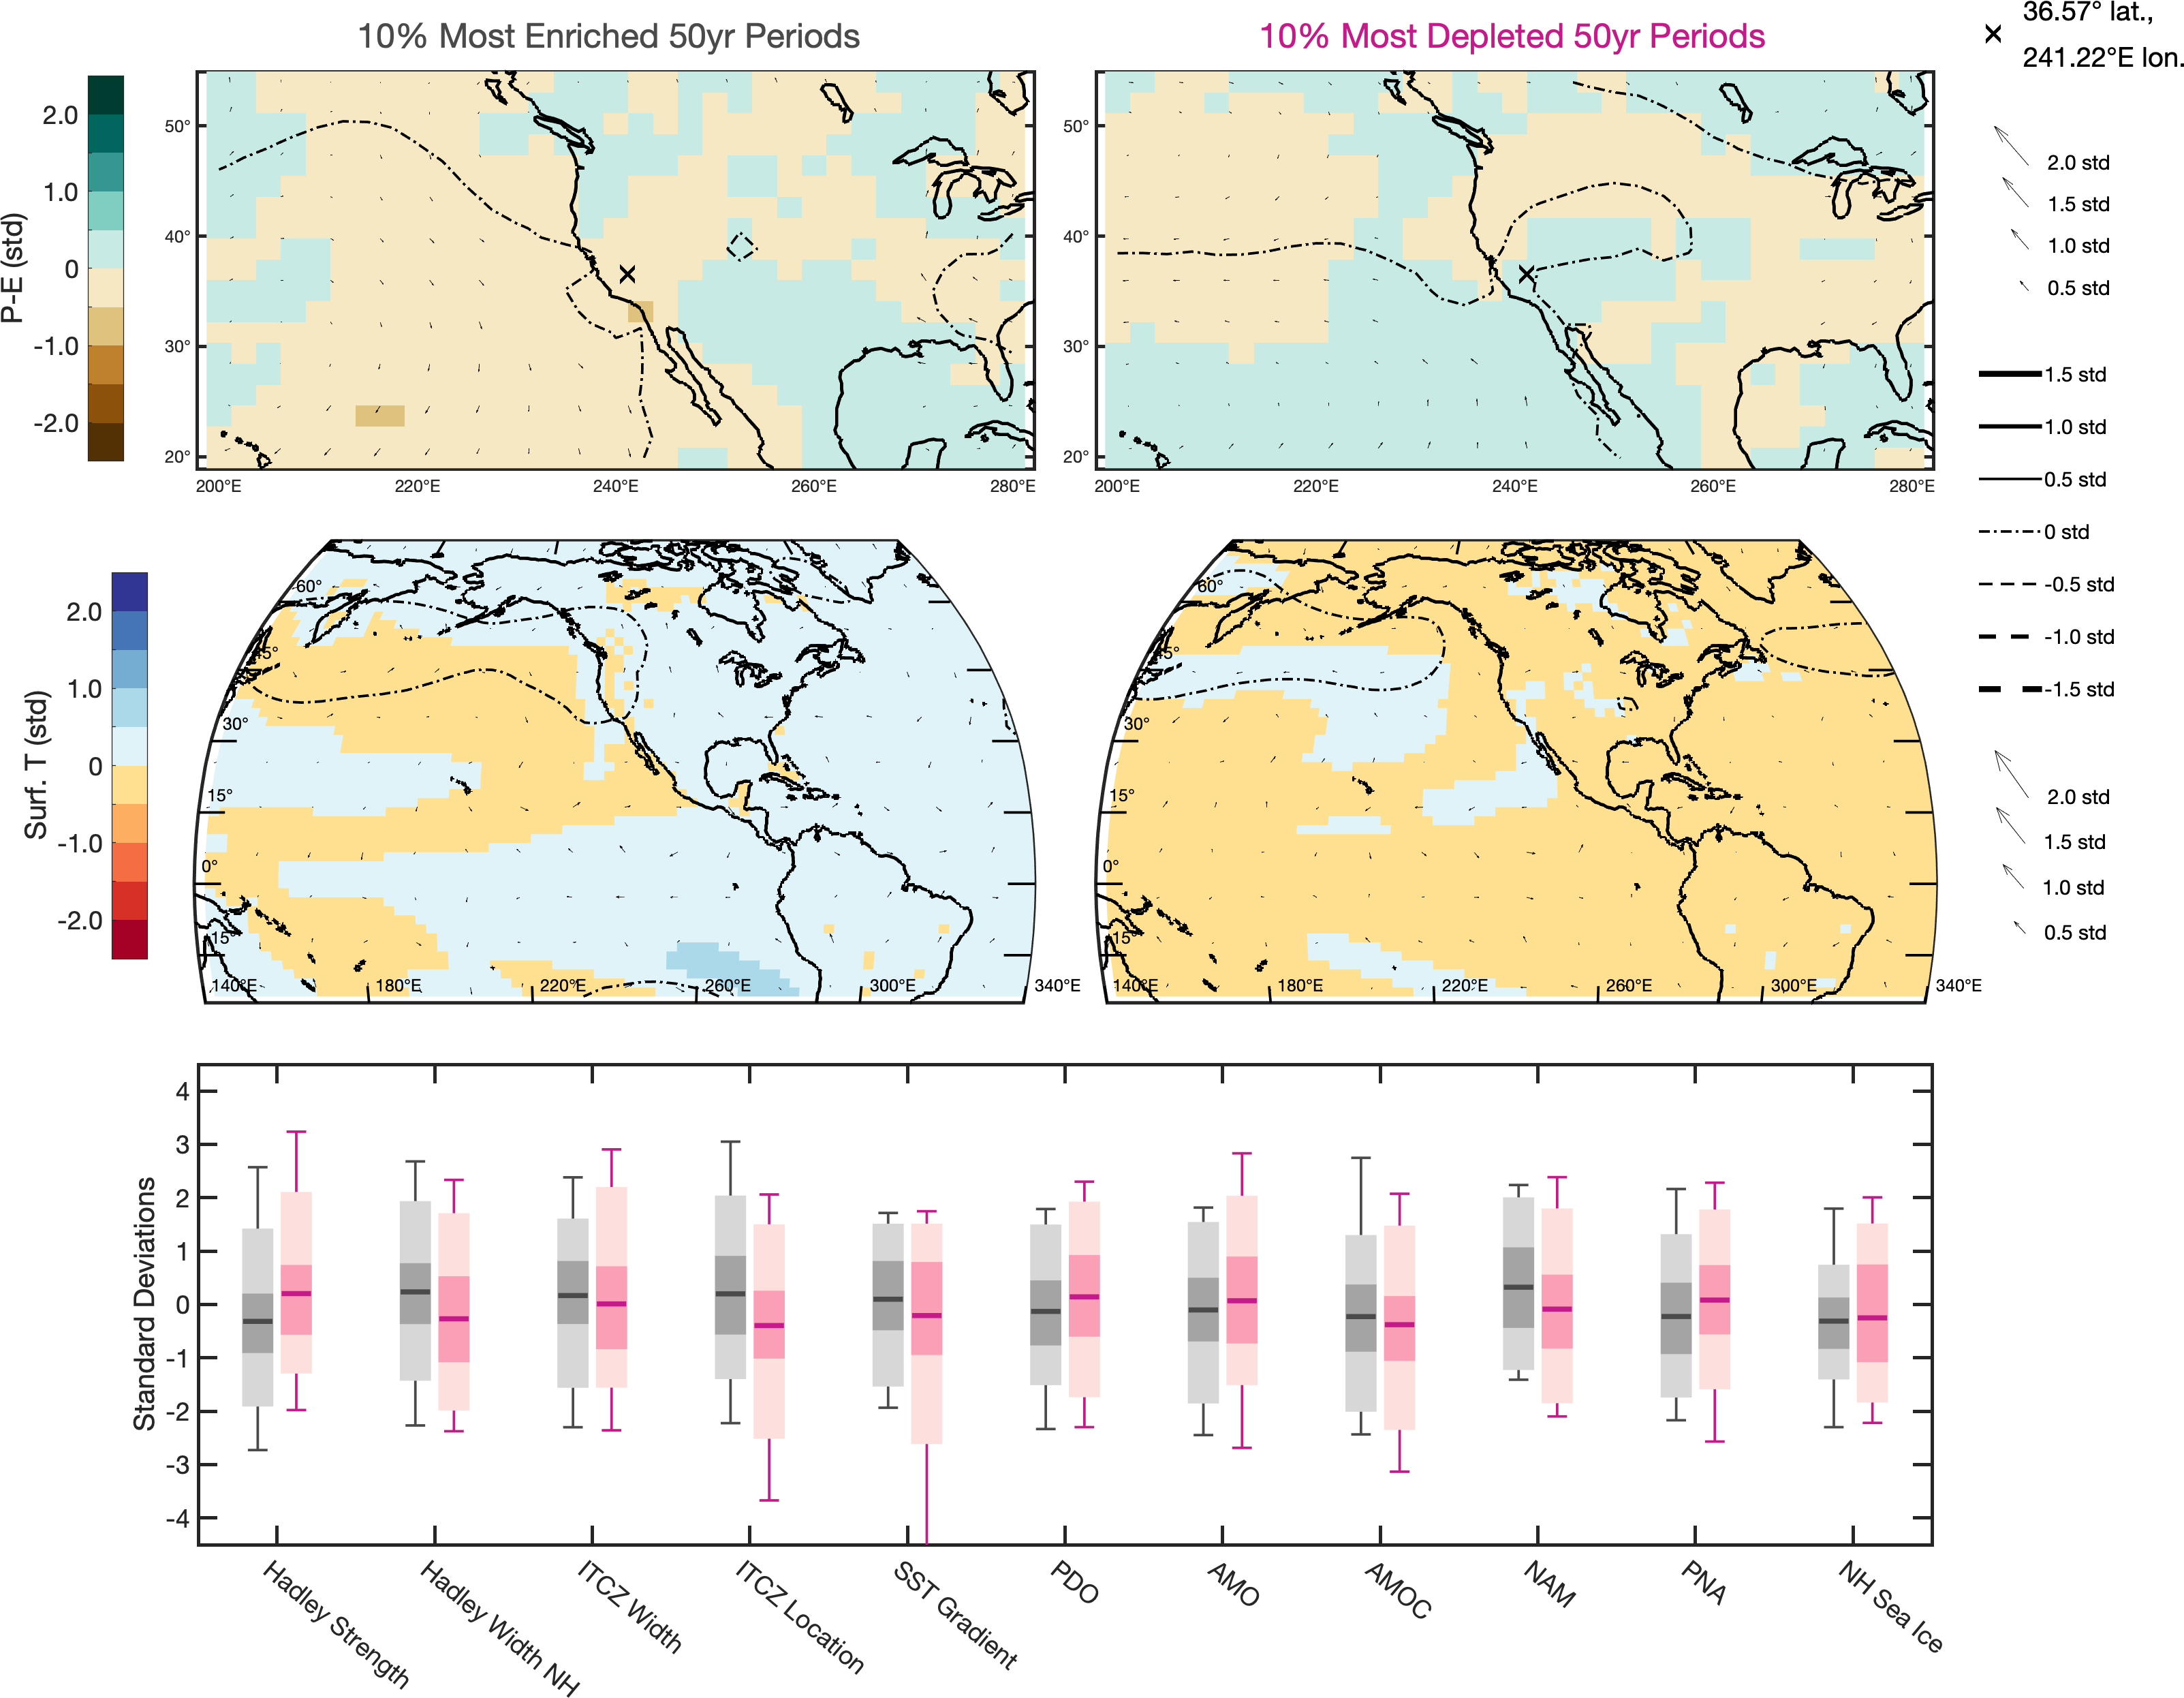 10% Most Enriched 50yr Periods
10% Most Depleted 50yr Periods
36.57° lat.,
241.22°E lon.
P-E (std)
2.0
1.0
0
-1.0
-2.0
50°
40°
30°
20°
200°E
220°E
240°E
260°E
280°E
50°
40°
30°
20°
200°E
220°E
240°E
260°E
280°E
2.0 std
1.5 std
1.0 std
0.5 std
1.5 std
1.0 std
0.5 std
0 std
-0.5 std
-1.0 std
-1.5 std
Surf. T (std)
2.0
1.0
0
-1.0
-2.0
60°
45°
30°
15°
0°
15°
140°E
180°E
220°E
260°E
300°E
340°E
60°
45°
30°
15°
0°
15°
140°E
180°E
220°E
260°E
300°E
340°E
2.0 std
1.5 std
1.0 std
0.5 std
Standard Deviations
4
3
2
1
0
-1
-2
-3
-4
Hadley Strength
Hadley Width NH
ITCZ Width
ITCZ Location
SST Gradient
PDO
AMO
AMOC
NAM
PNA
NH Sea Ice